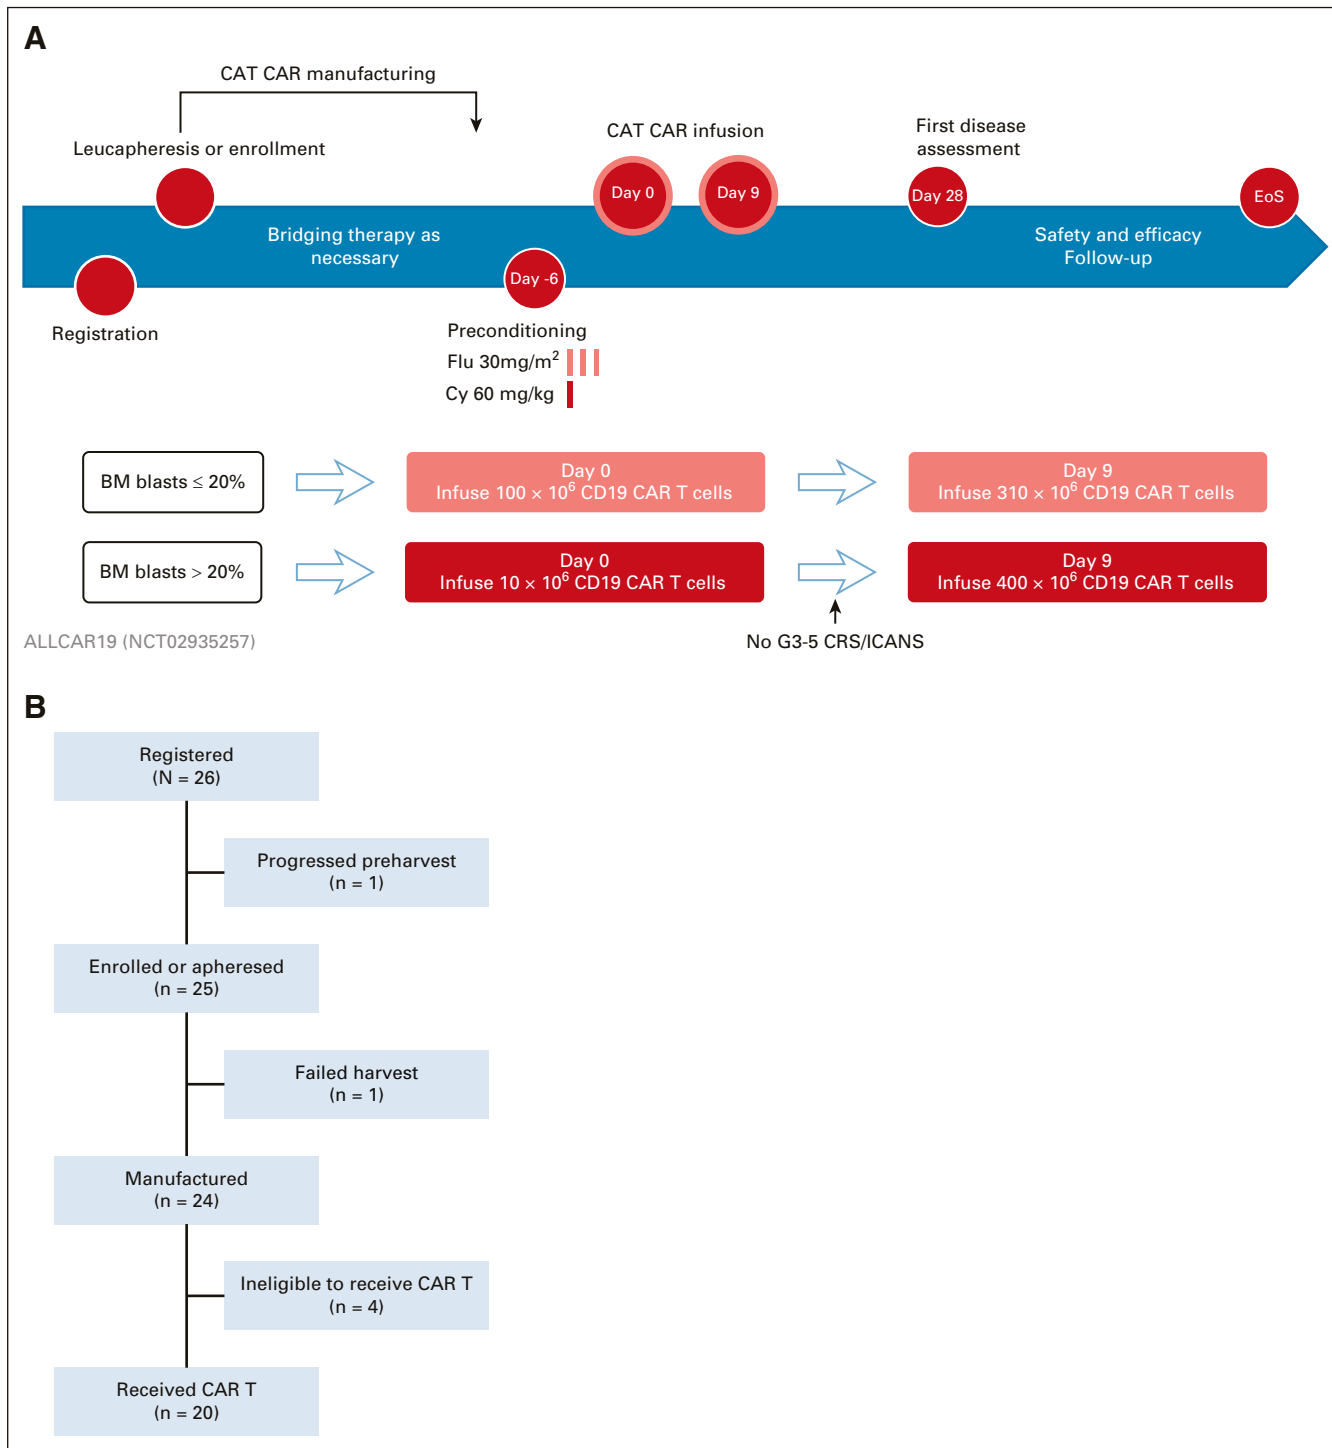 A
CAT CAR manufacturing
Leucapheresis or enrollment
CAT CAR infusion
First disease
assessment
Day 0
Day 9
Day 28
EoS
Bridging therapy as
necessary
Safety and efficacy
Follow-up
Day -6
Registration
Preconditioning
Flu 30mg/m²
Cy 60 mg/kg
BM blasts ≤ 20%
Day 0
Infuse 100 × 10⁶ CD19 CAR T cells
Day 9
Infuse 310 × 10⁶ CD19 CAR T cells
BM blasts > 20%
Day 0
Infuse 10 × 10⁶ CD19 CAR T cells
Day 9
Infuse 400 × 10⁶ CD19 CAR T cells
ALLCAR19 (NCT02935257)
No G3-5 CRS/ICANS
B
Registered
(N = 26)
Progressed preharvest
(n = 1)
Enrolled or apheresed
(n = 25)
Failed harvest
(n = 1)
Manufactured
(n = 24)
Ineligible to receive CAR T
(n = 4)
Received CAR T
(n = 20)